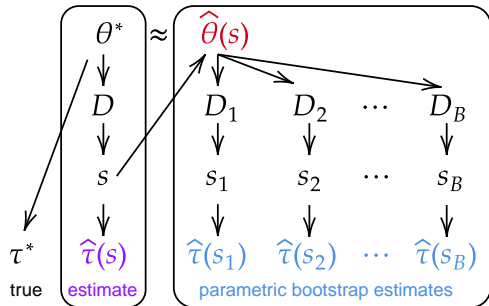 θ* ≈ θ̂(s)
D D₁ D₂ ⋯ D_B
s s₁ s₂ ⋯ s_B
τ* τ̂(s) τ̂(s₁) τ̂(s₂) ⋯ τ̂(s_B)
true estimate parametric bootstrap estimates